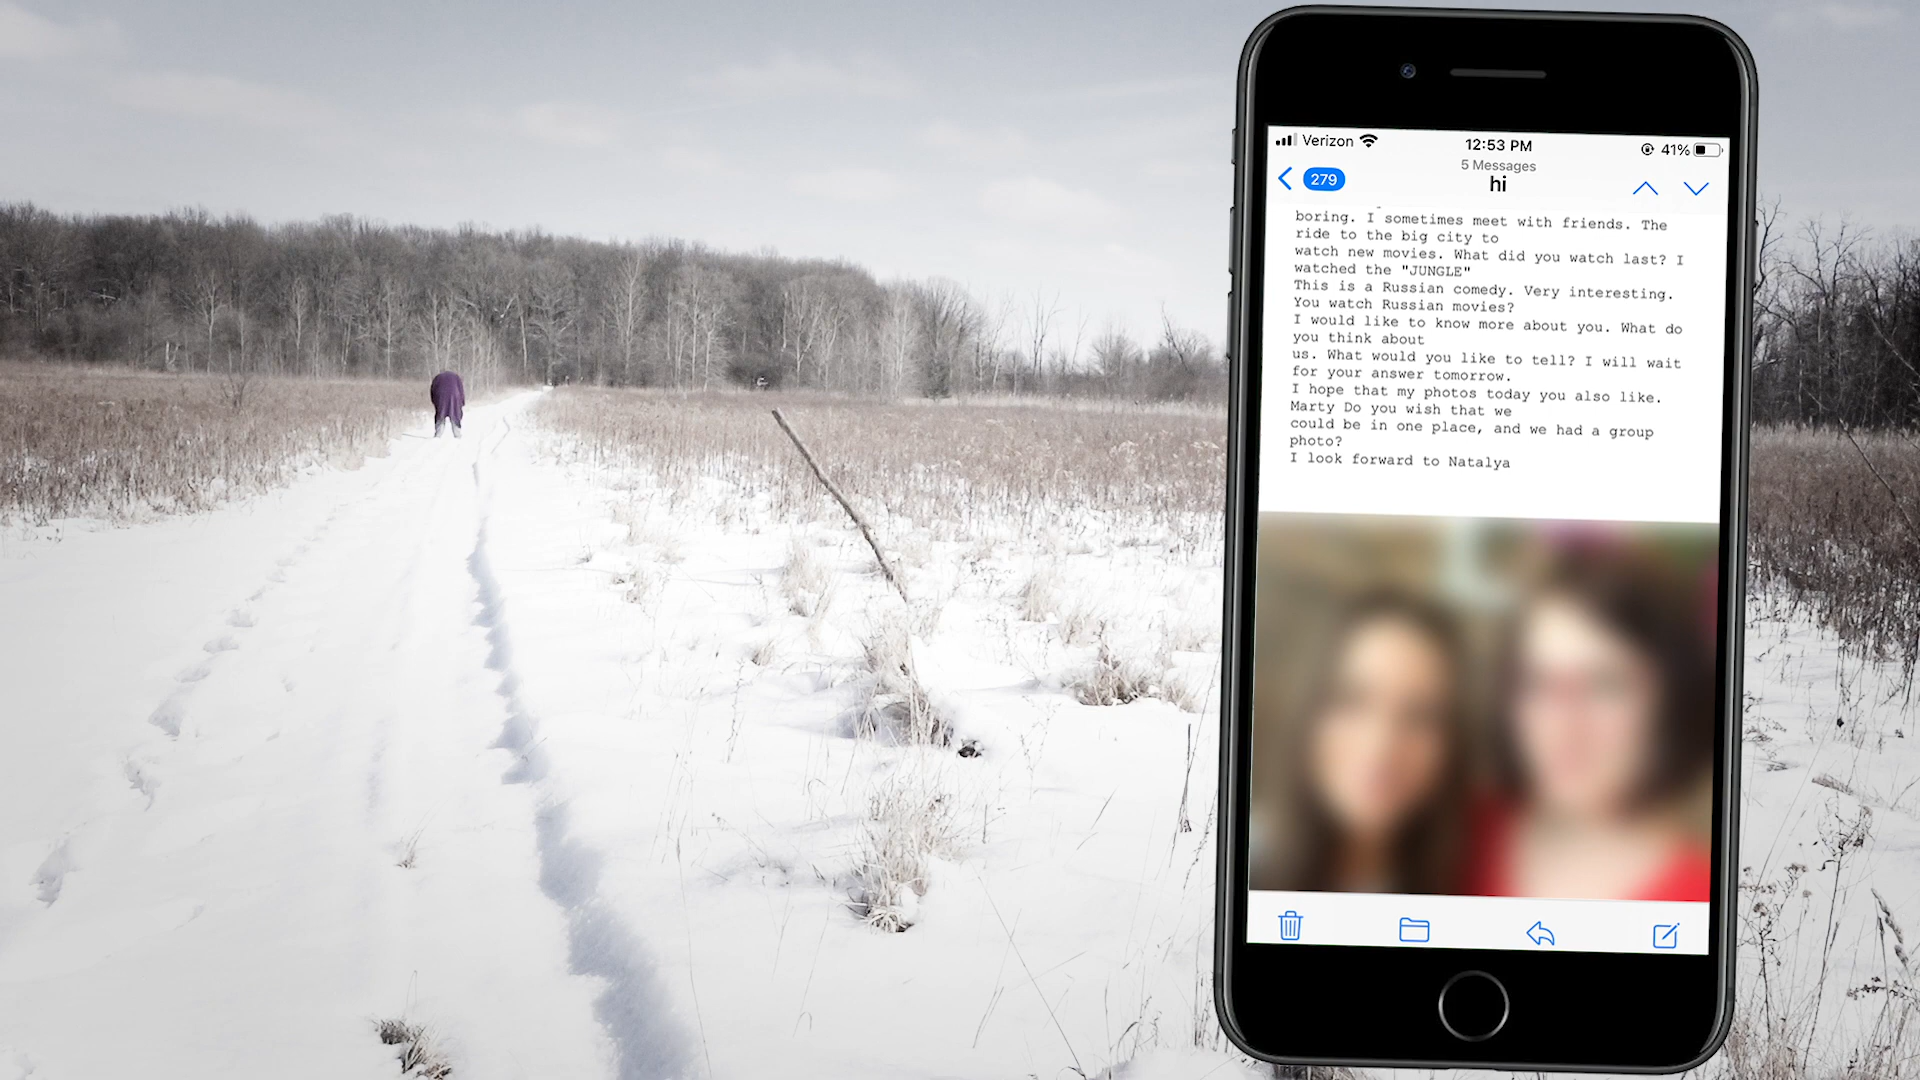 Verizon 12:53 PM 41%
5 Messages
279 hi
boring. I sometimes meet with friends. The
ride to the big city to
watch new movies. What did you watch last? I
watched the "JUNGLE"
This is a Russian comedy. Very interesting.
You watch Russian movies?
I would like to know more about you. What do
you think about
us. What would you like to tell? I will wait
for your answer tomorrow.
I hope that my photos today you also like.
Marty Do you wish that we
could be in one place, and we had a group
photo?
I look forward to Natalya